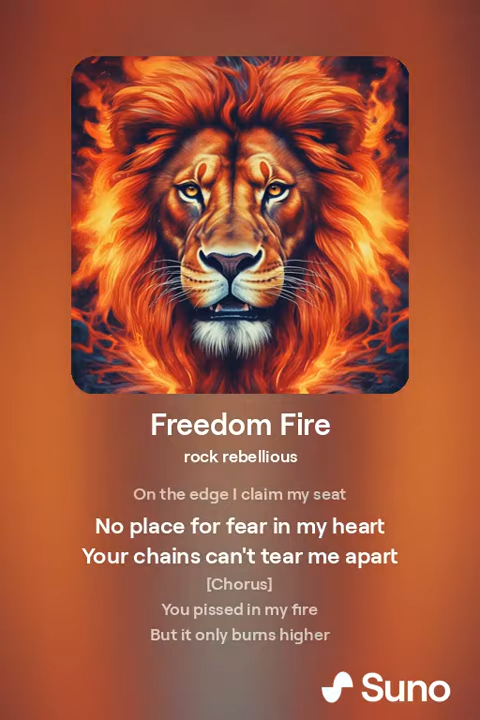 Freedom Fire
rock rebellious
On the edge I claim my seat
No place for fear in my heart
Your chains can't tear me apart
[Chorus]
You pissed in my fire
But it only burns higher
Suno